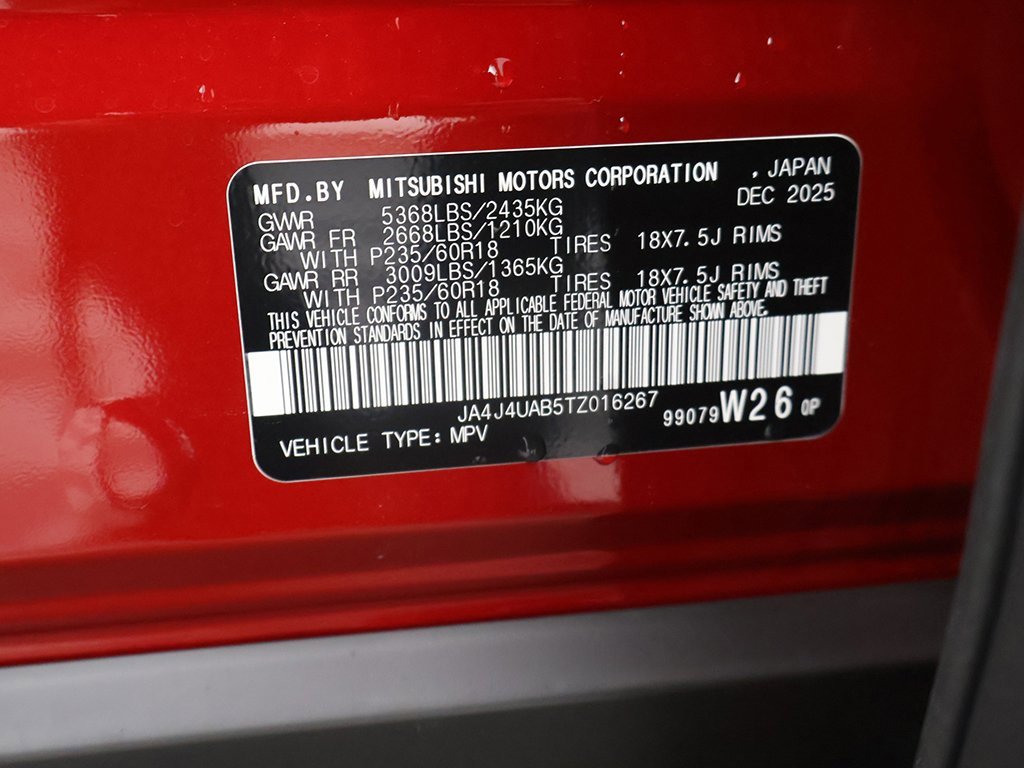 MFD.BY MITSUBISHI MOTORS CORPORATION , JAPAN
DEC 2025
GVWR 5368LBS/2435KG
GAWR FR 2668LBS/1210KG
WITH P235/60R18 TIRES 18X7.5J RIMS
GAWR RR 3009LBS/1365KG
WITH P235/60R18 TIRES 18X7.5J RIMS
THIS VEHICLE CONFORMS TO ALL APPLICABLE FEDERAL MOTOR VEHICLE SAFETY AND THEFT
PREVENTION STANDARDS IN EFFECT ON THE DATE OF MANUFACTURE SHOWN ABOVE.
JA4J4UAB5TZ016267
VEHICLE TYPE: MPV
99079W26 QP